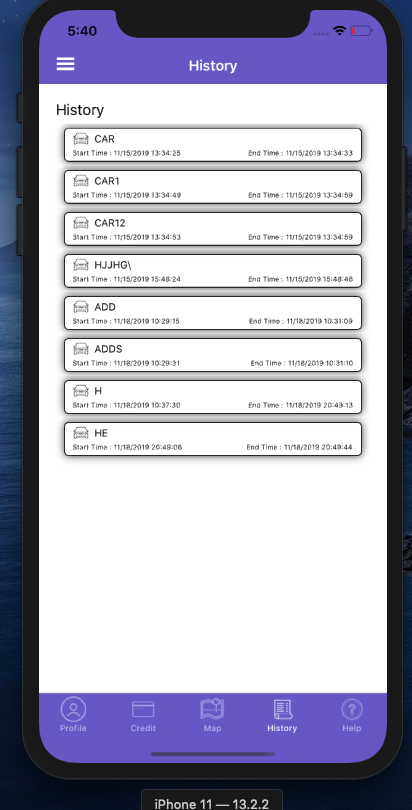 5:40
History
History
CAR
Start Time : 11/15/2019 13:34:25 End Time : 11/15/2019 13:34:33
CAR1
Start Time : 11/15/2019 13:34:49 End Time : 11/15/2019 13:34:59
CAR12
Start Time : 11/15/2019 13:34:53 End Time : 11/15/2019 13:34:59
HJJHG\
Start Time : 11/15/2019 15:48:24 End Time : 11/15/2019 15:48:48
ADD
Start Time : 11/18/2019 10:29:15 End Time : 11/18/2019 10:31:09
ADDS
Start Time : 11/18/2019 10:29:31 End Time : 11/18/2019 10:31:10
H
Start Time : 11/18/2019 10:37:30 End Time : 11/18/2019 20:49:13
HE
Start Time : 11/18/2019 20:49:06 End Time : 11/18/2019 20:49:44
Profile Credit Map History Help
iPhone 11 — 13.2.2